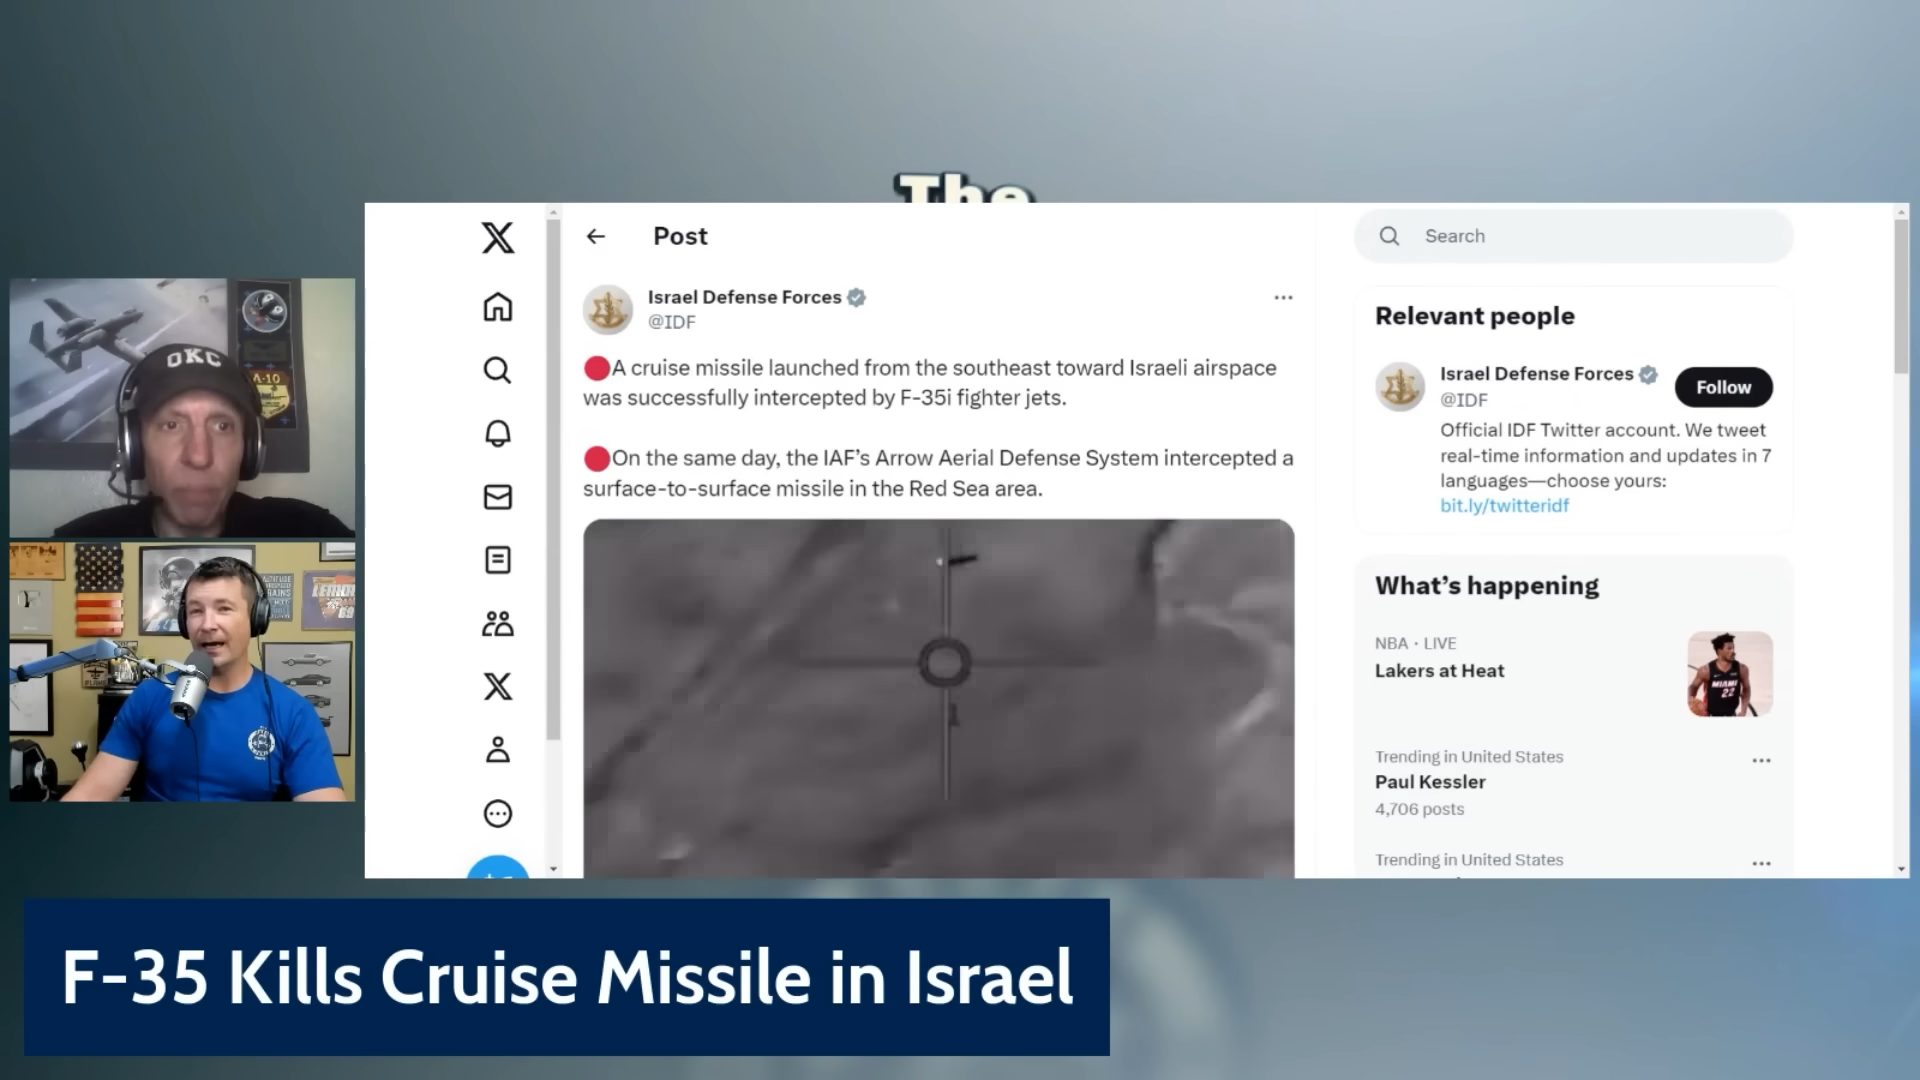 The
Post
Search
Israel Defense Forces
@IDF
A cruise missile launched from the southeast toward Israeli airspace
was successfully intercepted by F-35i fighter jets.
On the same day, the IAF's Arrow Aerial Defense System intercepted a
surface-to-surface missile in the Red Sea area.
Relevant people
Israel Defense Forces
@IDF
Follow
Official IDF Twitter account. We tweet
real-time information and updates in 7
languages—choose yours:
bit.ly/twitteridf
What's happening
NBA · LIVE
Lakers at Heat
MIAMI
22
Trending in United States
Paul Kessler
4,706 posts
Trending in United States
OKC
A-10
F-35 Kills Cruise Missile in Israel